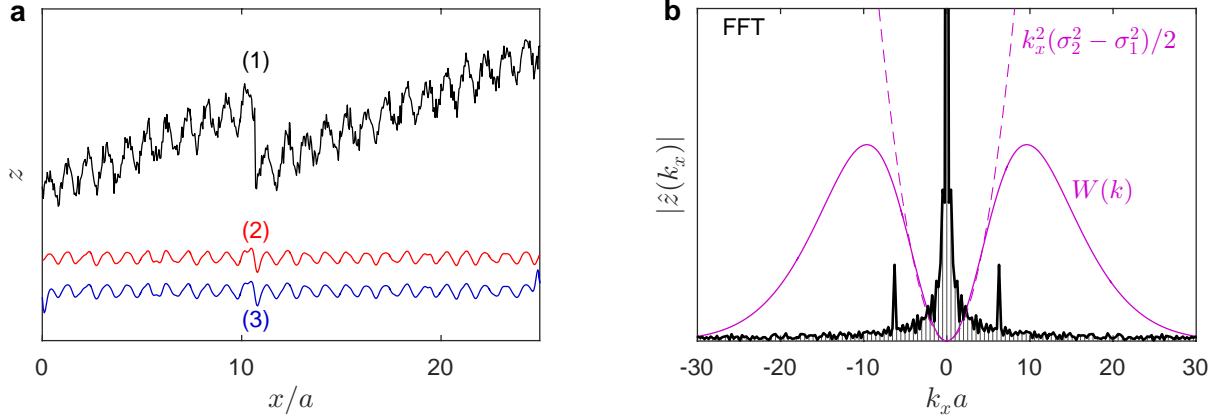 a
(1)
(2)
(3)
z
0
10
20
x/a
b
FFT
k_x^2(σ_2^2 − σ_1^2)/2
W(k)
|ẑ(k_x)|
-30
-20
-10
0
10
20
30
k_x a